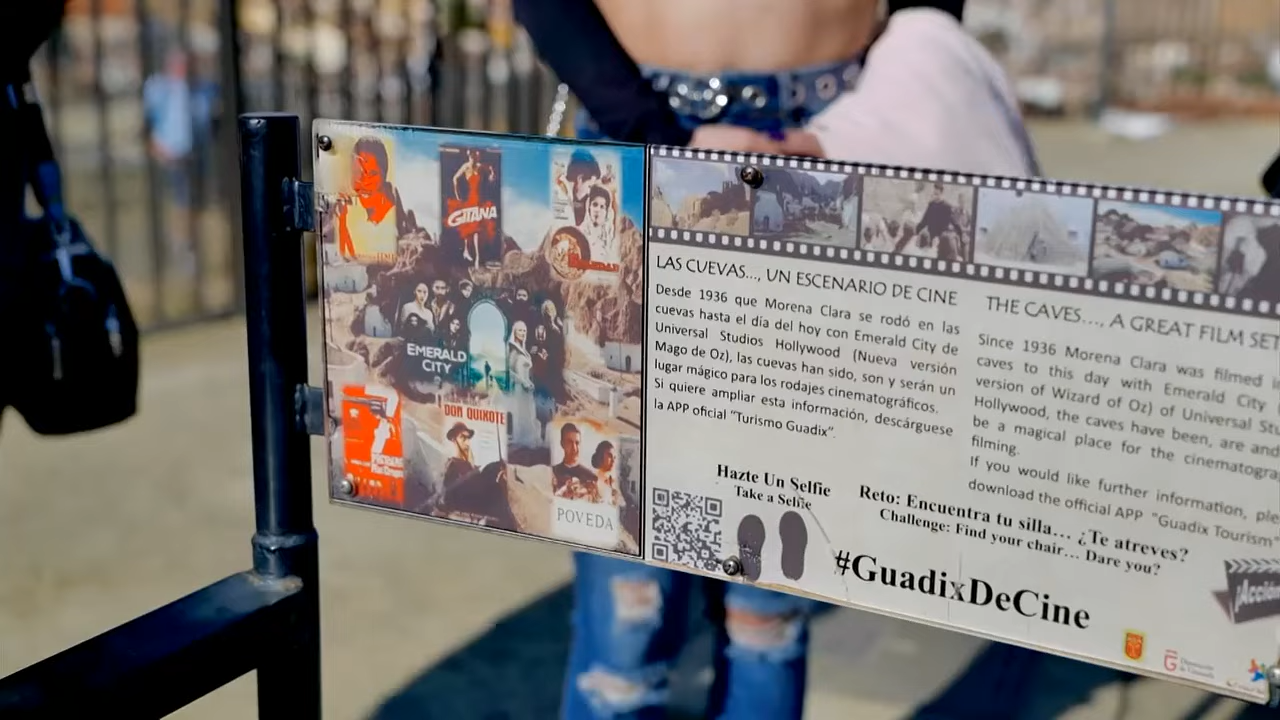 GITANA
EMERALD
CITY
DON QUIXOTE
POVEDA
LAS CUEVAS..., UN ESCENARIO DE CINE
Desde 1936 que Morena Clara se rodó en las
cuevas hasta el día del hoy con Emerald City de
Universal Studios Hollywood (Nueva versión
Mago de Oz), las cuevas han sido, son y serán un
lugar mágico para los rodajes cinematográficos.
Si quiere ampliar esta información, descárguese
la APP oficial “Turismo Guadix”.
THE CAVES..., A GREAT FILM SET
Since 1936 Morena Clara was filmed
caves to this day with Emerald City
version of Wizard of Oz) of Universal
Hollywood, the caves have been, are and
be a magical place for the
filming.
If you would like further information,
download the official APP “Guadix Tourism”
Hazte Un Selfie
Take a Selfie
Reto: Encuentra tu silla... ¿Te atreves?
Challenge: Find your chair... Dare you?
#GuadixDeCine
¡Acción